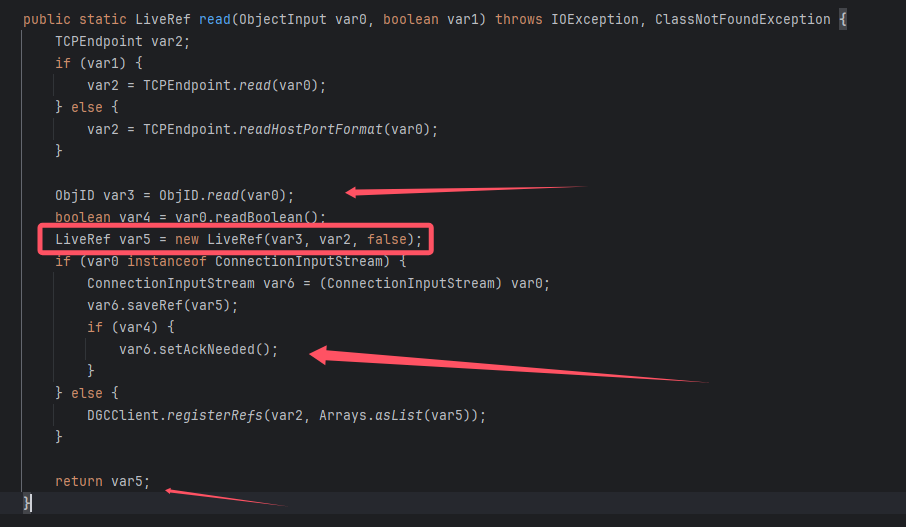 public static LiveRef read(ObjectInput var0, boolean var1) throws IOException, ClassNotFoundException {
    TCPEndpoint var2;
    if (var1) {
        var2 = TCPEndpoint.read(var0);
    } else {
        var2 = TCPEndpoint.readHostPortFormat(var0);
    }

    ObjID var3 = ObjID.read(var0);
    boolean var4 = var0.readBoolean();
    LiveRef var5 = new LiveRef(var3, var2, false);
    if (var0 instanceof ConnectionInputStream) {
        ConnectionInputStream var6 = (ConnectionInputStream) var0;
        var6.saveRef(var5);
        if (var4) {
            var6.setAckNeeded();
        }
    } else {
        DGCClient.registerRefs(var2, Arrays.asList(var5));
    }

    return var5;
}